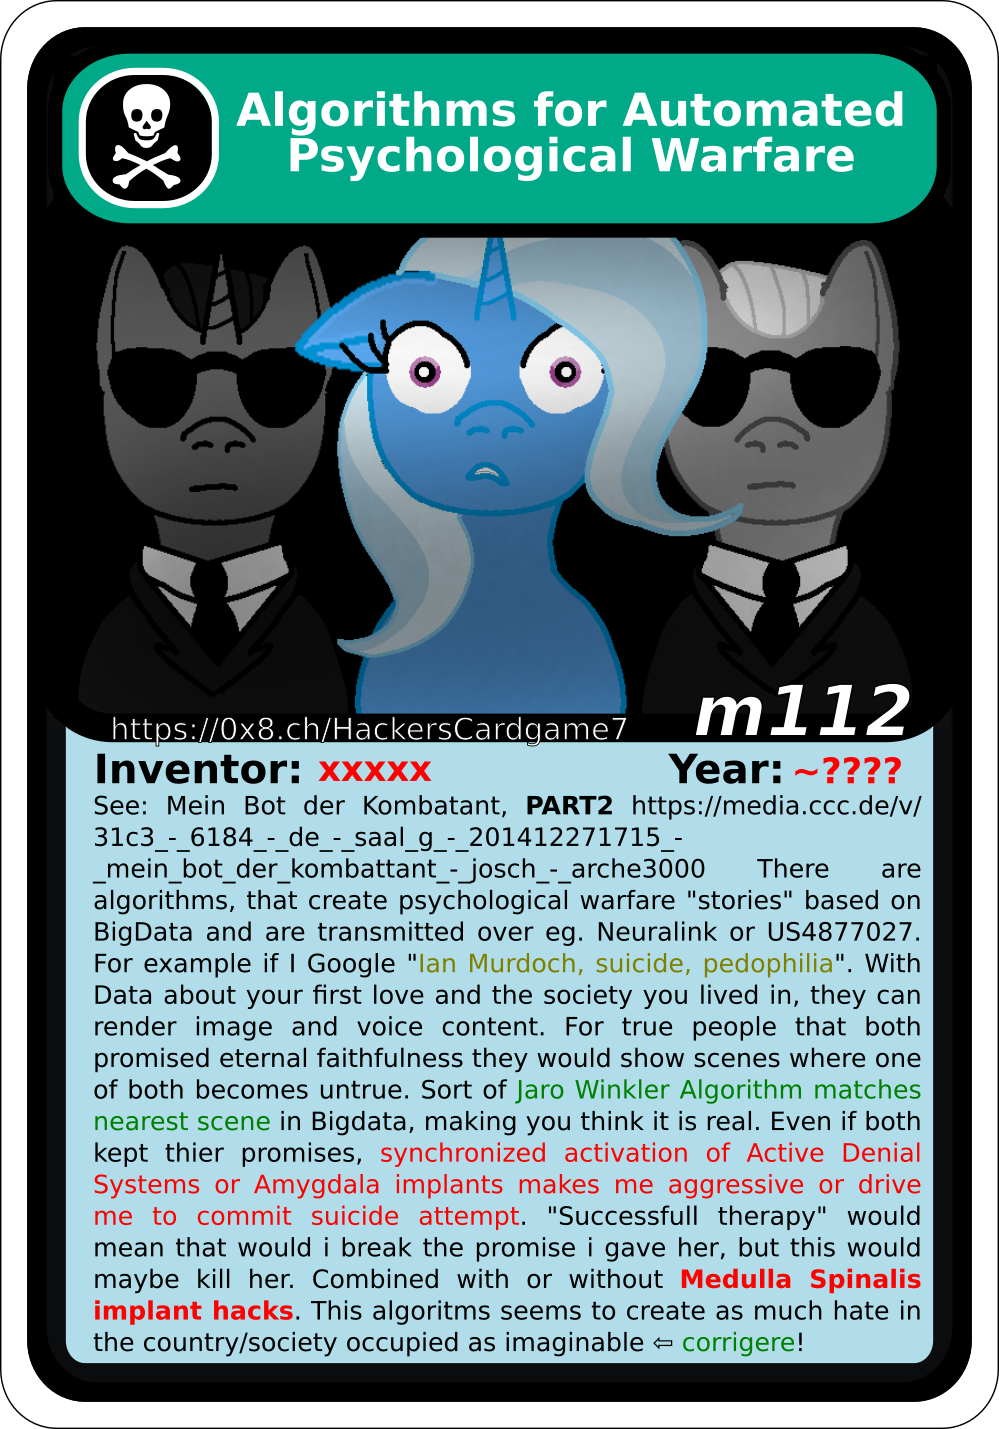 Algorithms for Automated
Psychological Warfare
https://0x8.ch/HackersCardgame7
m112
Inventor: xxxxx Year: ~????
See: Mein Bot der Kombatant, PART2 https://media.ccc.de/v/
31c3_-_6184_-_de_-_saal_g_-_201412271715_-
_mein_bot_der_kombattant_-_josch_-_arche3000 There are
algorithms, that create psychological warfare "stories" based on
BigData and are transmitted over eg. Neuralink or US4877027.
For example if I Google "Ian Murdoch, suicide, pedophilia". With
Data about your first love and the society you lived in, they can
render image and voice content. For true people that both
promised eternal faithfulness they would show scenes where one
of both becomes untrue. Sort of Jaro Winkler Algorithm matches
nearest scene in Bigdata, making you think it is real. Even if both
kept thier promises, synchronized activation of Active Denial
Systems or Amygdala implants makes me aggressive or drive
me to commit suicide attempt. "Successfull therapy" would
mean that would i break the promise i gave her, but this would
maybe kill her. Combined with or without Medulla Spinalis
implant hacks. This algoritms seems to create as much hate in
the country/society occupied as imaginable ⇦ corrigere!